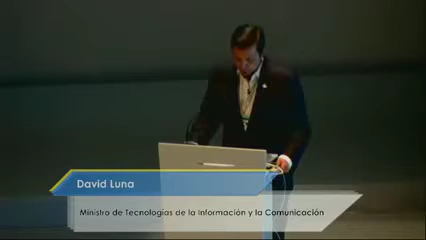 David Luna
Ministro de Tecnologías de la Información y la Comunicación